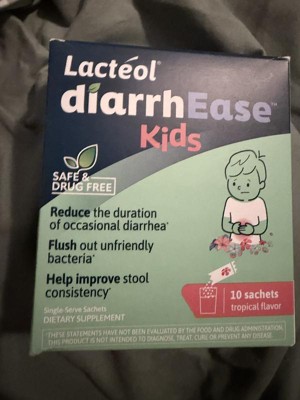 Lactéol®
diarrhEase™
Kids
SAFE &
DRUG FREE
Reduce the duration
of occasional diarrhea*
Flush out unfriendly
bacteria*
Help improve stool
consistency*
Single-Serve Sachets
DIETARY SUPPLEMENT
10 sachets
tropical flavor
*THESE STATEMENTS HAVE NOT BEEN EVALUATED BY THE FOOD AND DRUG ADMINISTRATION.
THIS PRODUCT IS NOT INTENDED TO DIAGNOSE, TREAT, CURE OR PREVENT ANY DISEASE.